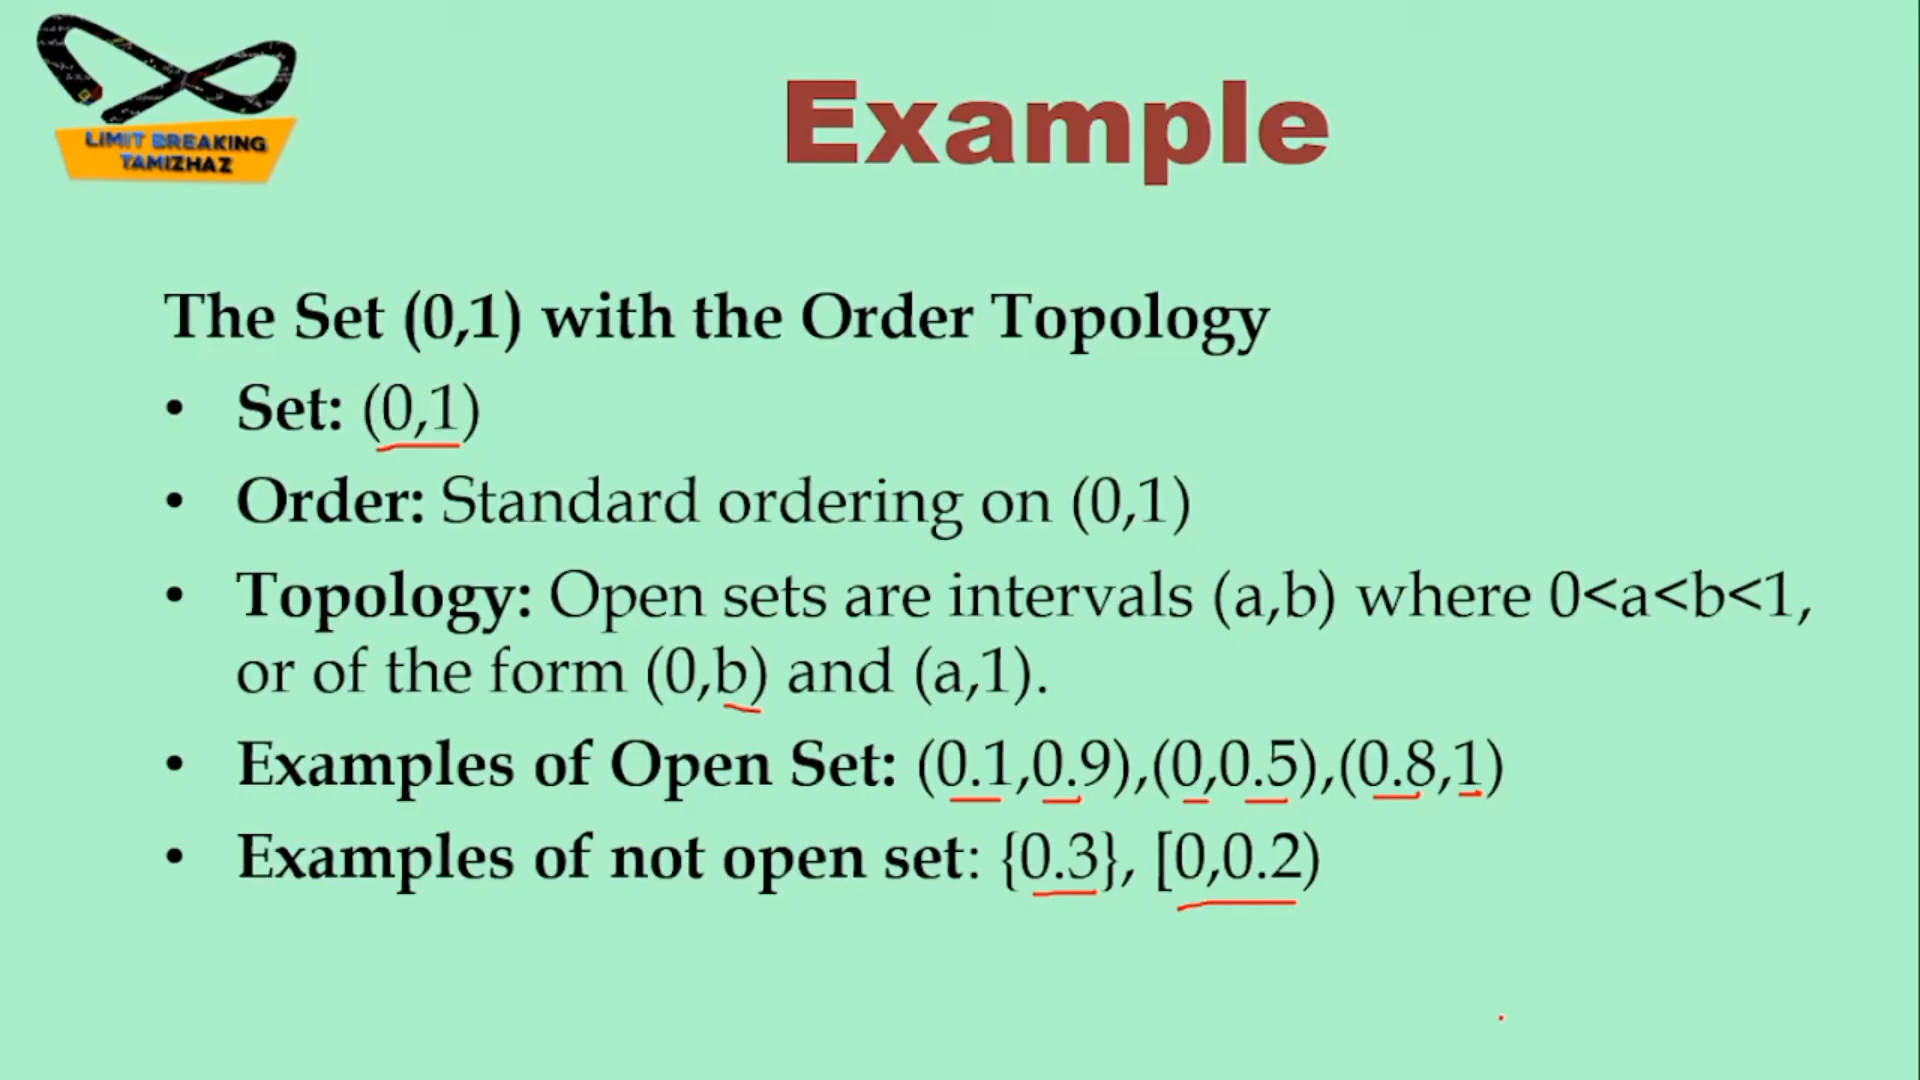 LIMIT BREAKING
TAMIZHAZ
Example
The Set (0,1) with the Order Topology
• Set: (0,1)
• Order: Standard ordering on (0,1)
• Topology: Open sets are intervals (a,b) where 0<a<b<1,
or of the form (0,b) and (a,1).
• Examples of Open Set: (0.1,0.9),(0,0.5),(0.8,1)
• Examples of not open set: {0.3}, [0,0.2)